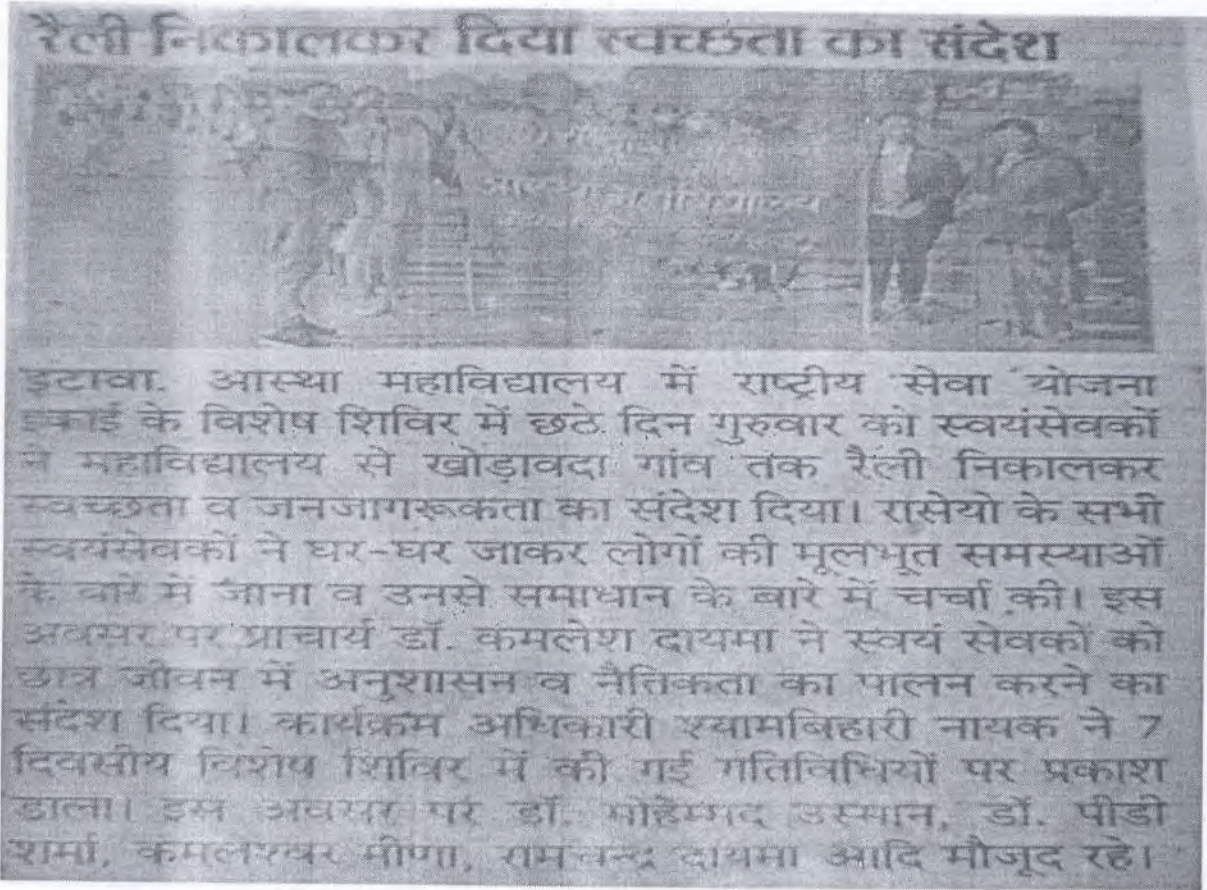 रैली निकालकर दिया स्वच्छता का संदेश
आस्था महाविद्यालय
इटावा. आस्था महाविद्यालय में राष्ट्रीय सेवा योजना
इकाई के विशेष शिविर में छठे दिन गुरुवार को स्वयंसेवकों
ने महाविद्यालय से खोड़ावदा गांव तक रैली निकालकर
स्वच्छता व जनजागरूकता का संदेश दिया। रासेयो के सभी
स्वयंसेवकों ने घर-घर जाकर लोगों की मूलभूत समस्याओं
के बारे में जाना व उनसे समाधान के बारे में चर्चा की। इस
अवसर पर प्राचार्य डॉ. कमलेश दायमा ने स्वयं सेवकों को
छात्र जीवन में अनुशासन व नैतिकता का पालन करने का
संदेश दिया। कार्यक्रम अधिकारी श्यामबिहारी नायक ने 7
दिवसीय विशेष शिविर में की गई गतिविधियों पर प्रकाश
डाला। इस अवसर पर डॉ. मोहम्मद उस्मान, डॉ. पीडी
शर्मा, कमलेश्वर मीणा, रामचन्द्र दायमा आदि मौजूद रहे।